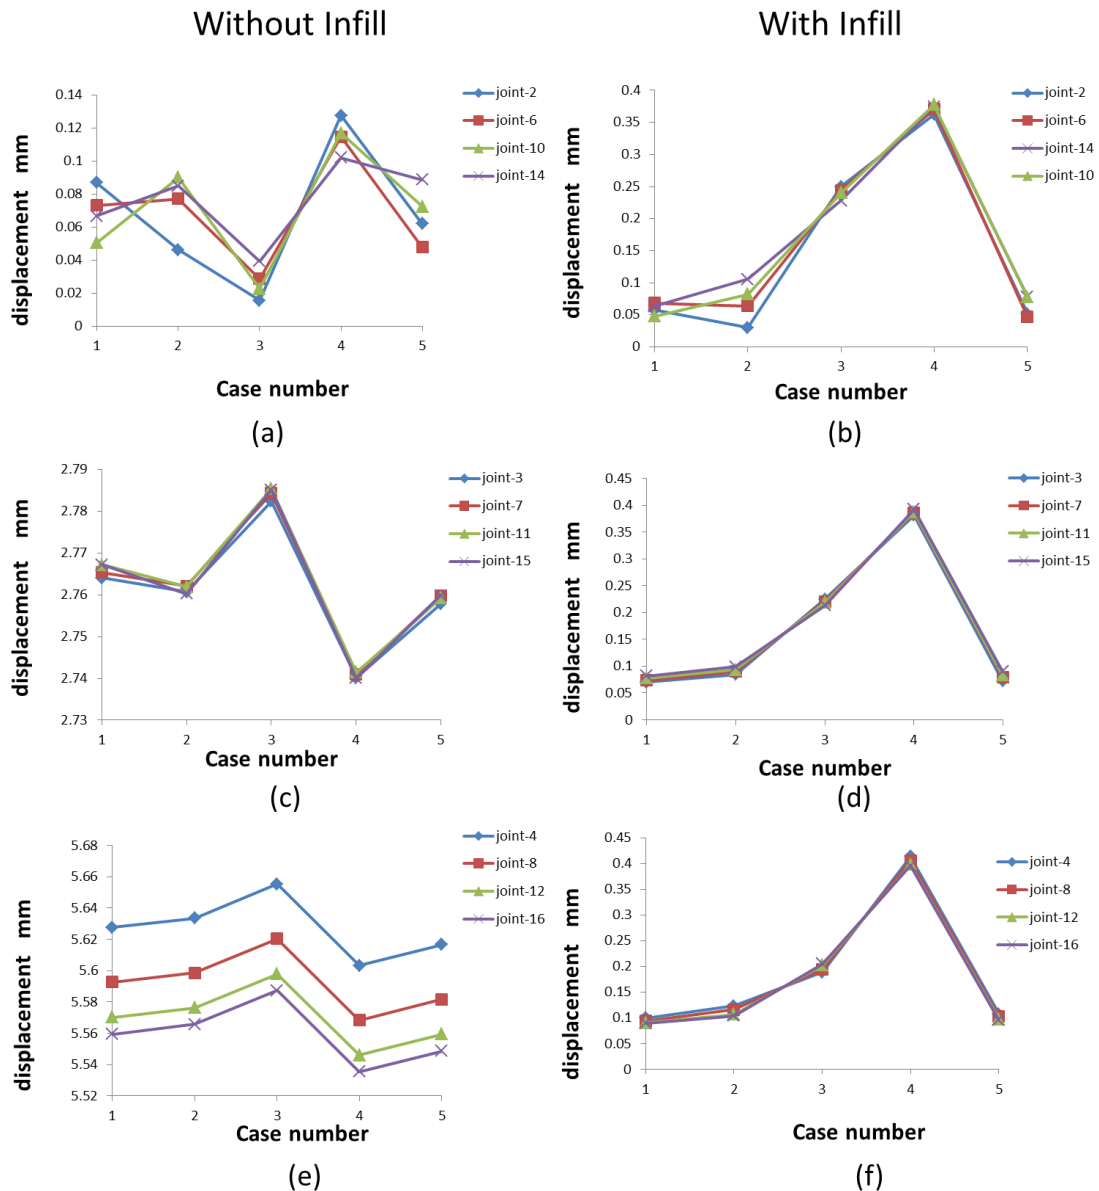 Without Infill
With Infill
0.14
0.12
0.1
0.08
0.06
0.04
0.02
0
1 2 3 4 5
displacement mm
Case number
joint-2
joint-6
joint-10
joint-14
(a)
0.4
0.35
0.3
0.25
0.2
0.15
0.1
0.05
0
1 2 3 4 5
displacement mm
Case number
joint-2
joint-6
joint-14
joint-10
(b)
2.79
2.78
2.77
2.76
2.75
2.74
2.73
1 2 3 4 5
displacement mm
Case number
joint-3
joint-7
joint-11
joint-15
(c)
0.45
0.4
0.35
0.3
0.25
0.2
0.15
0.1
0.05
0
1 2 3 4 5
displacement mm
Case number
joint-3
joint-7
joint-11
joint-15
(d)
5.68
5.66
5.64
5.62
5.6
5.58
5.56
5.54
5.52
1 2 3 4 5
displacement mm
Case number
joint-4
joint-8
joint-12
joint-16
(e)
0.45
0.4
0.35
0.3
0.25
0.2
0.15
0.1
0.05
0
1 2 3 4 5
displacement mm
Case number
joint-4
joint-8
joint-12
joint-16
(f)